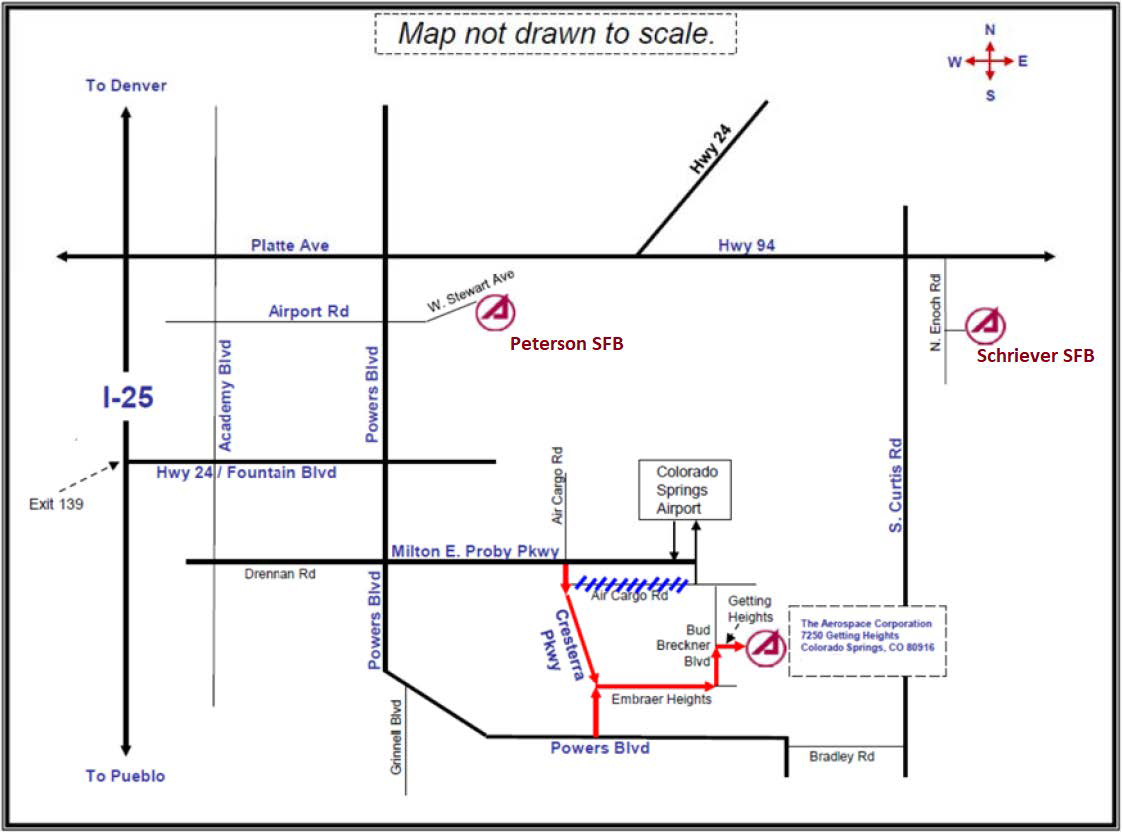 Map not drawn to scale.
N
W
E
S
To Denver
Hwy 24
Platte Ave
Hwy 94
W. Stewart Ave
Airport Rd
N. Enoch Rd
Peterson SFB
Schriever SFB
Academy Blvd
Powers Blvd
I-25
S. Curtis Rd
Hwy 24 / Fountain Blvd
Exit 139
Air Cargo Rd
Colorado
Springs
Airport
Milton E. Proby Pkwy
Drennan Rd
Powers Blvd
Air Cargo Rd
Getting
Heights
Cresterra
Pkwy
Bud
Breckner
Blvd
The Aerospace Corporation
7250 Getting Heights
Colorado Springs, CO 80916
Embraer Heights
Grinnell Blvd
Powers Blvd
Bradley Rd
To Pueblo